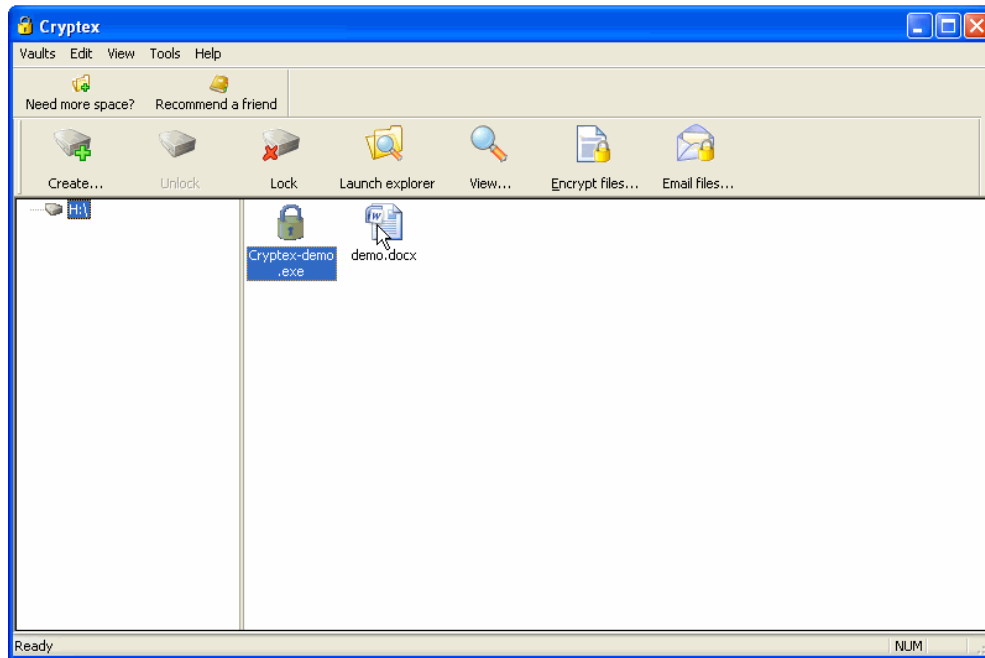 Cryptex
Vaults Edit View Tools Help
Need more space? Recommend a friend
Create... Unlock Lock Launch explorer View... Encrypt files... Email files...
H:\
Cryptex-demo
.exe
demo.docx
Ready NUM